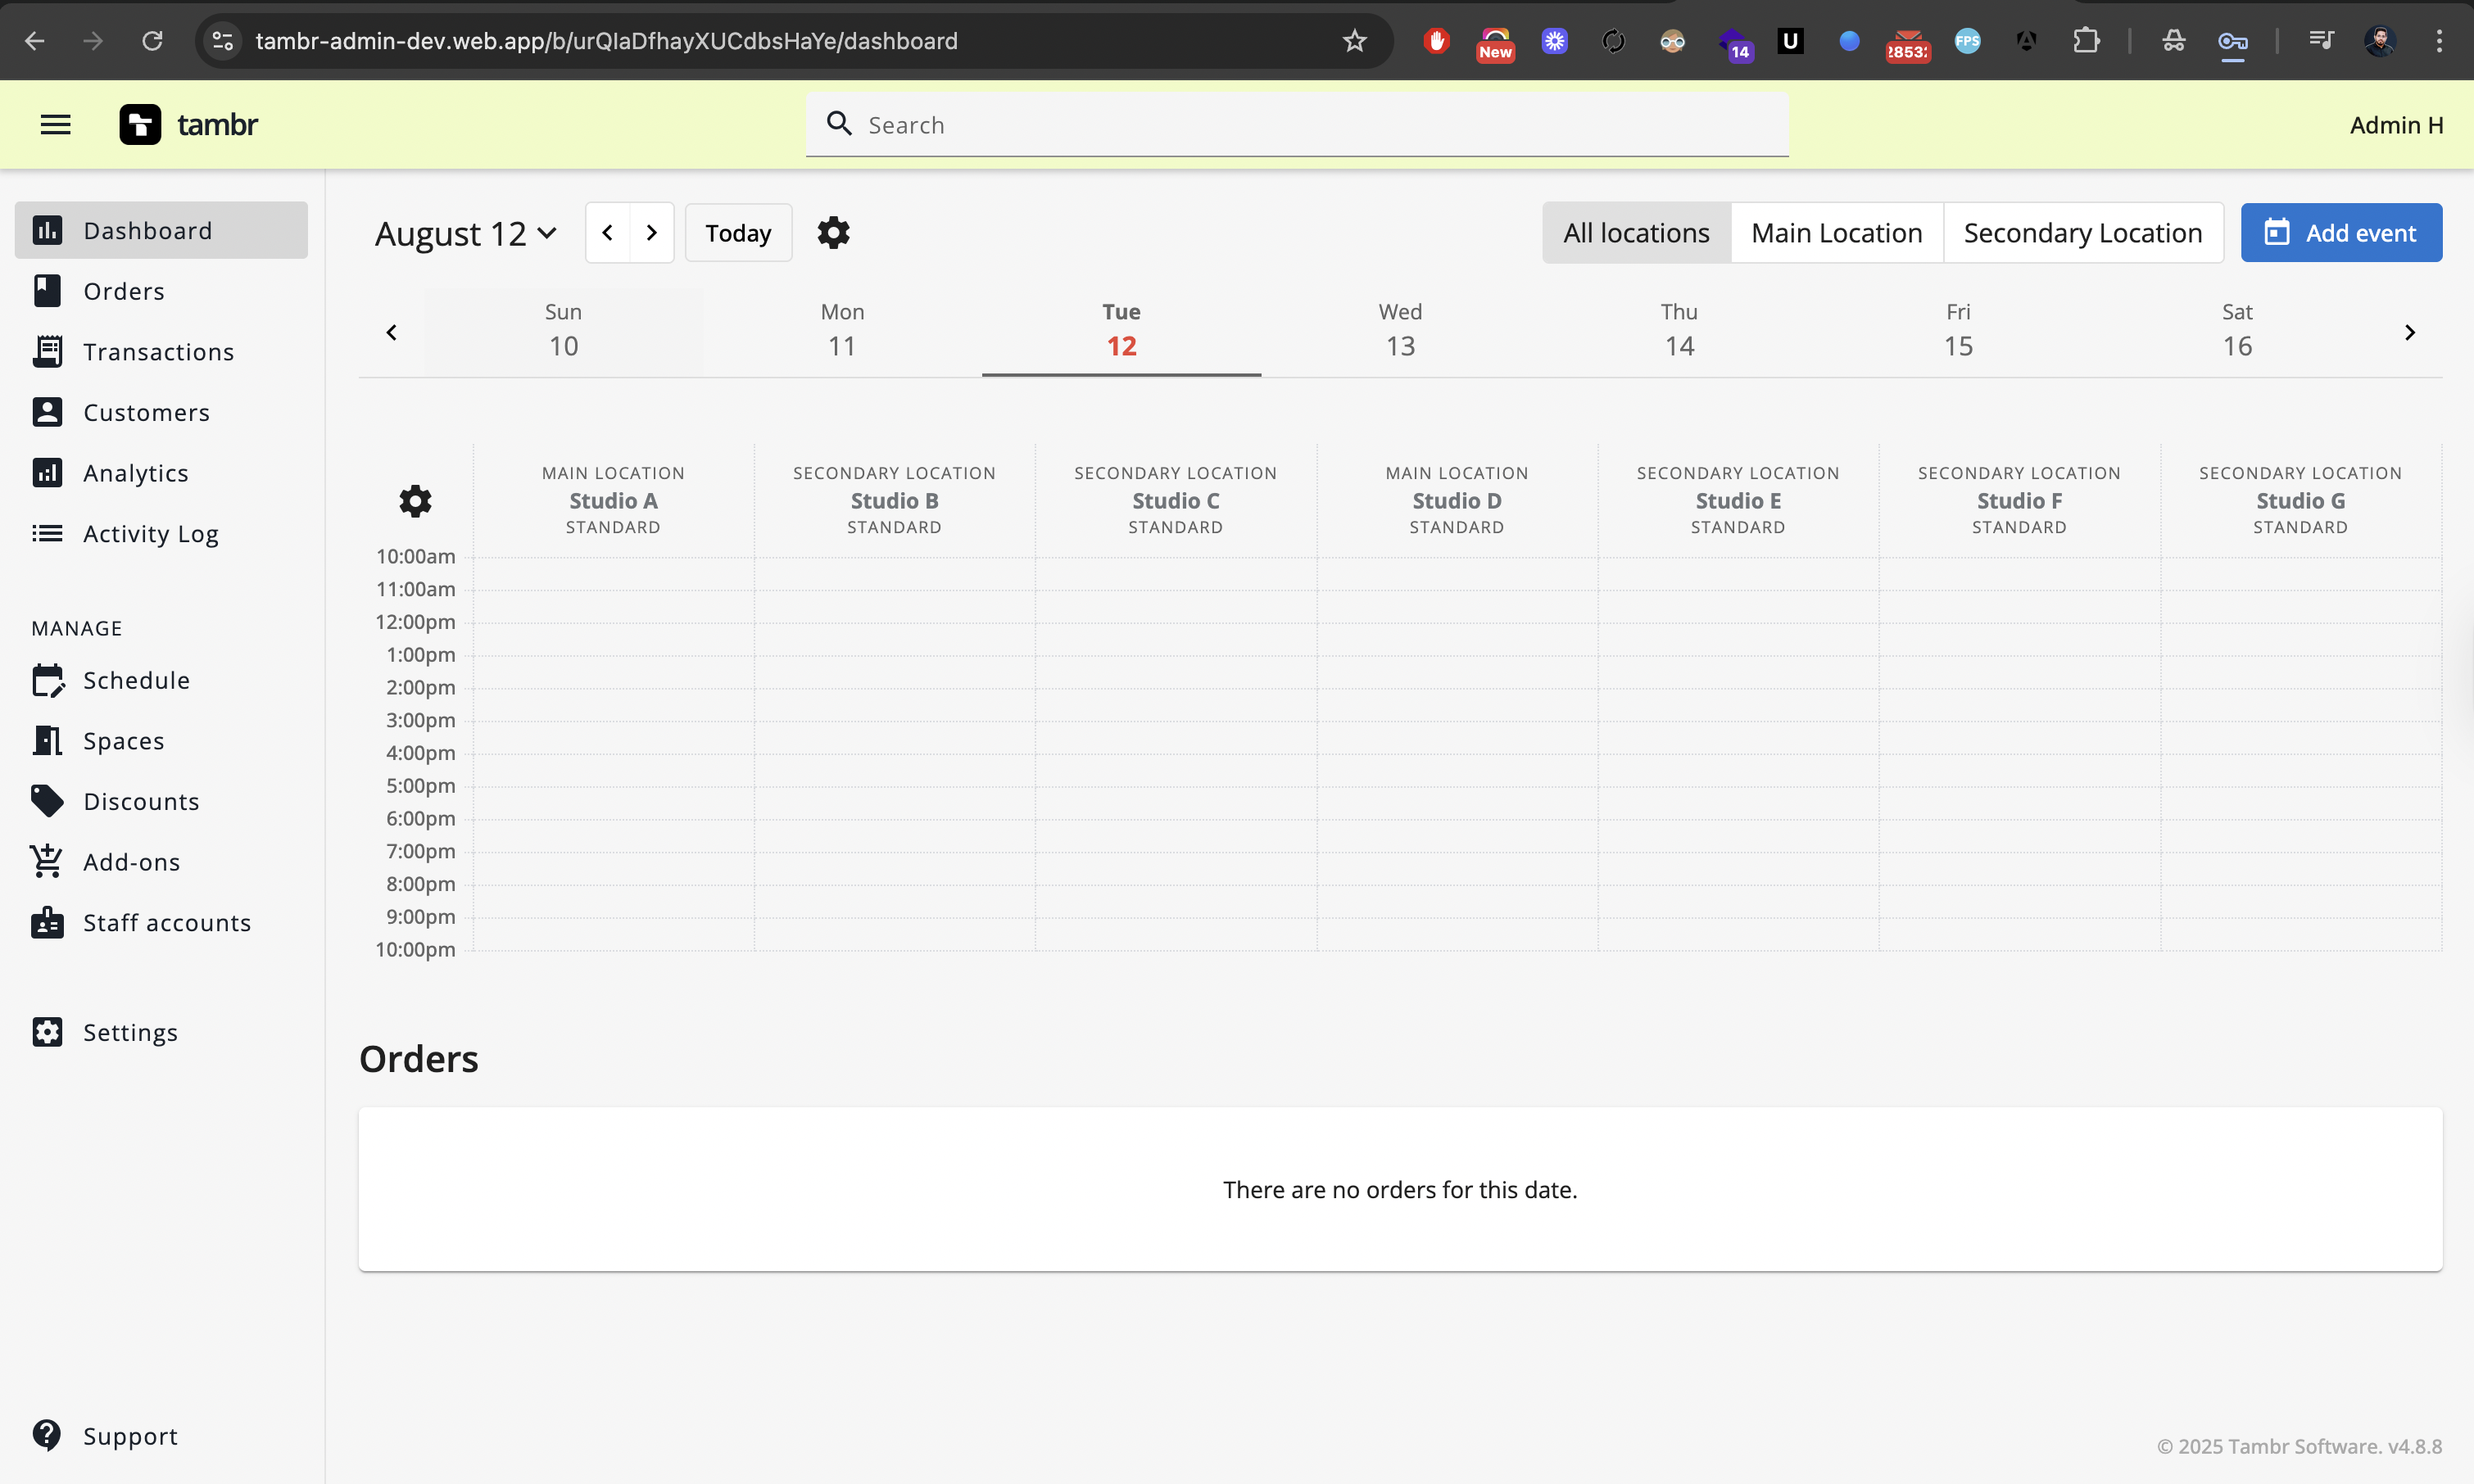 tambr-admin-dev.web.app/b/urQIaDfhayXUCdbsHaYe/dashboard
New
14
U
FPS
tambr
Search
Admin H
Dashboard
Orders
Transactions
Customers
Analytics
Activity Log
MANAGE
Schedule
Spaces
Discounts
Add-ons
Staff accounts
Settings
Support
August 12
Today
All locations
Main Location
Secondary Location
Add event
Sun
10
Mon
11
Tue
12
Wed
13
Thu
14
Fri
15
Sat
16
MAIN LOCATION
Studio A
STANDARD
SECONDARY LOCATION
Studio B
STANDARD
SECONDARY LOCATION
Studio C
STANDARD
MAIN LOCATION
Studio D
STANDARD
SECONDARY LOCATION
Studio E
STANDARD
SECONDARY LOCATION
Studio F
STANDARD
SECONDARY LOCATION
Studio G
STANDARD
10:00am
11:00am
12:00pm
1:00pm
2:00pm
3:00pm
4:00pm
5:00pm
6:00pm
7:00pm
8:00pm
9:00pm
10:00pm
Orders
There are no orders for this date.
© 2025 Tambr Software. v4.8.8